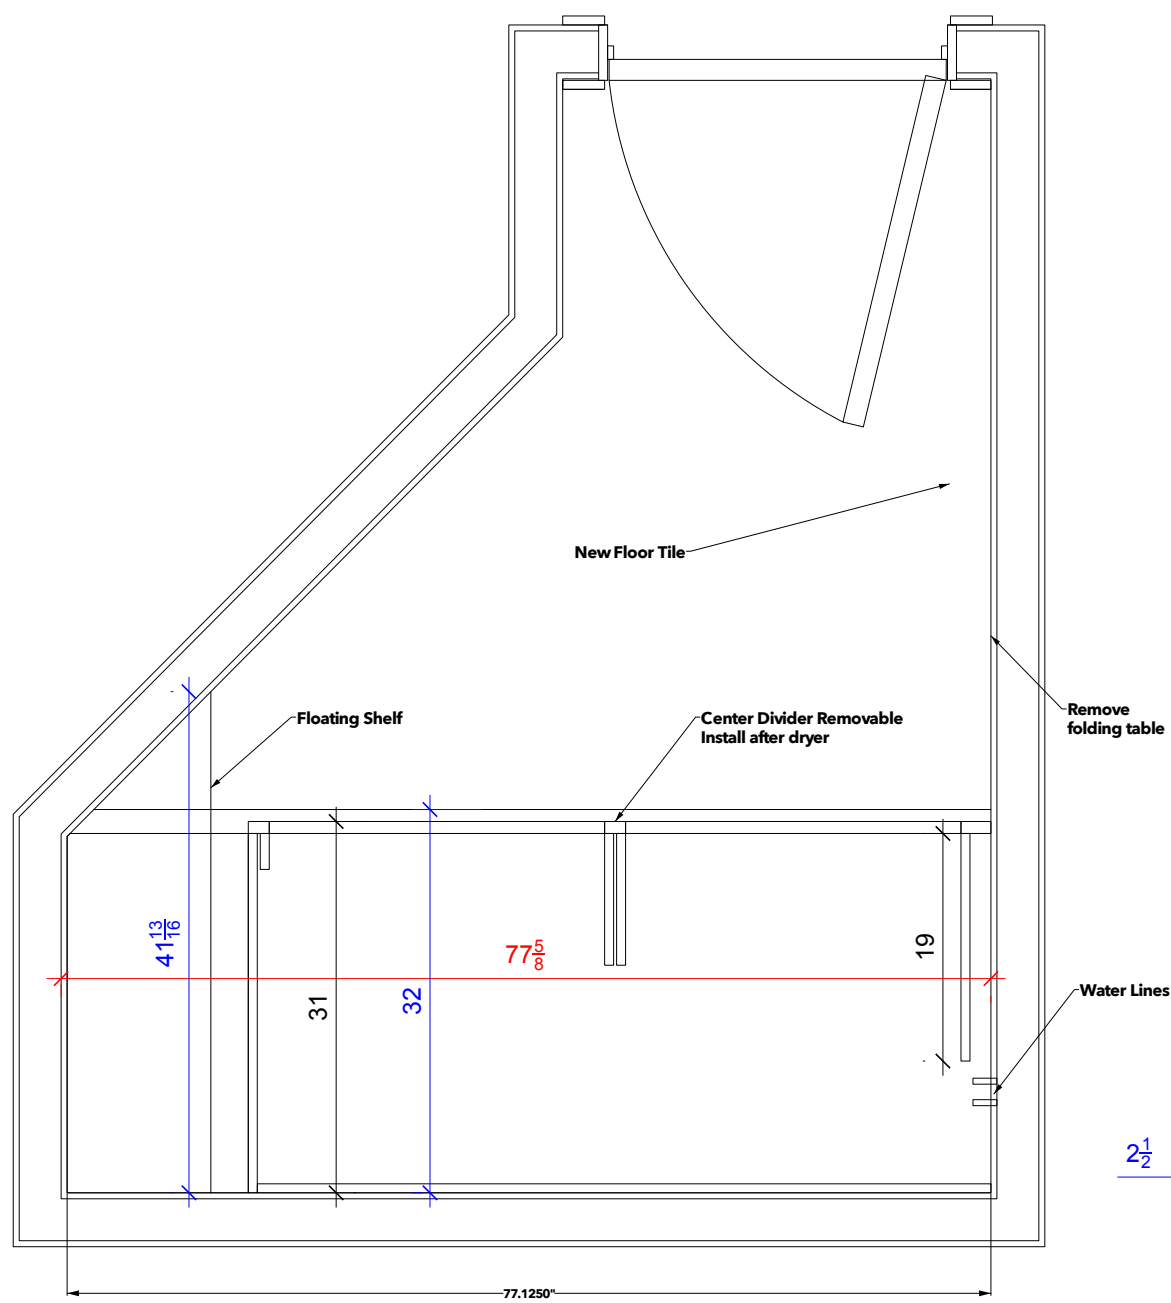 New Floor Tile
Floating Shelf
Center Divider Removable
Install after dryer
Remove
folding table
41 13/16
77 5/8
19
31
32
Water Lines
2 1/2
77.1250"